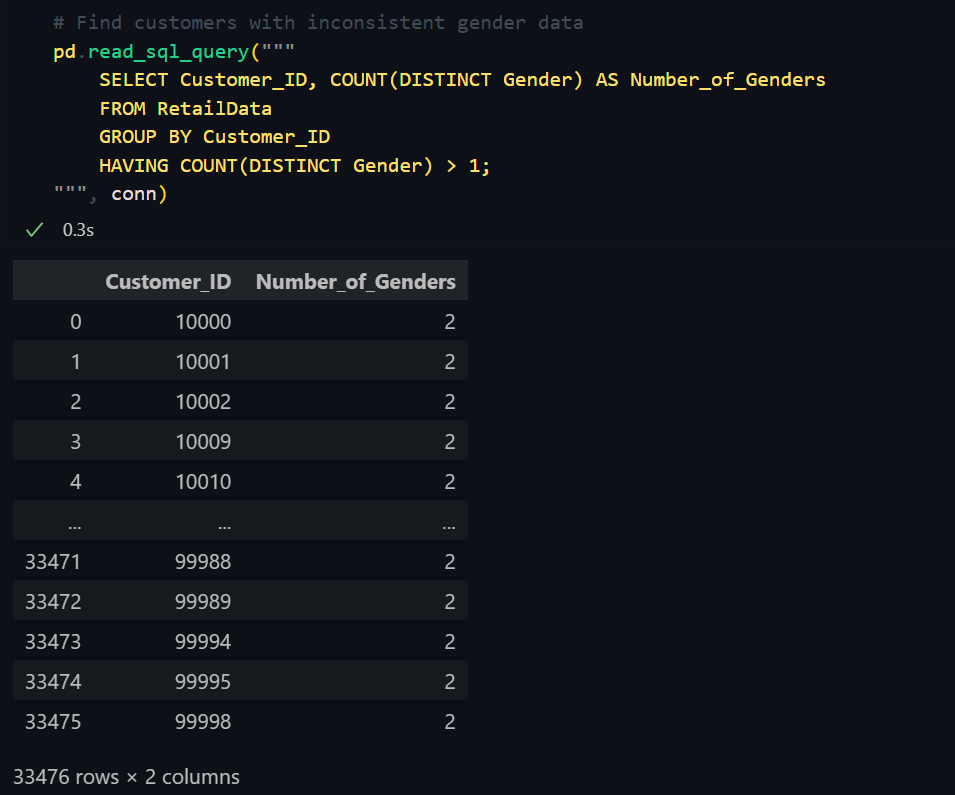 # Find customers with inconsistent gender data
pd.read_sql_query("""
    SELECT Customer_ID, COUNT(DISTINCT Gender) AS Number_of_Genders
    FROM RetailData
    GROUP BY Customer_ID
    HAVING COUNT(DISTINCT Gender) > 1;
""", conn)
✓ 0.3s
Customer_ID Number_of_Genders
0 10000 2
1 10001 2
2 10002 2
3 10009 2
4 10010 2
... ... ...
33471 99988 2
33472 99989 2
33473 99994 2
33474 99995 2
33475 99998 2
33476 rows × 2 columns